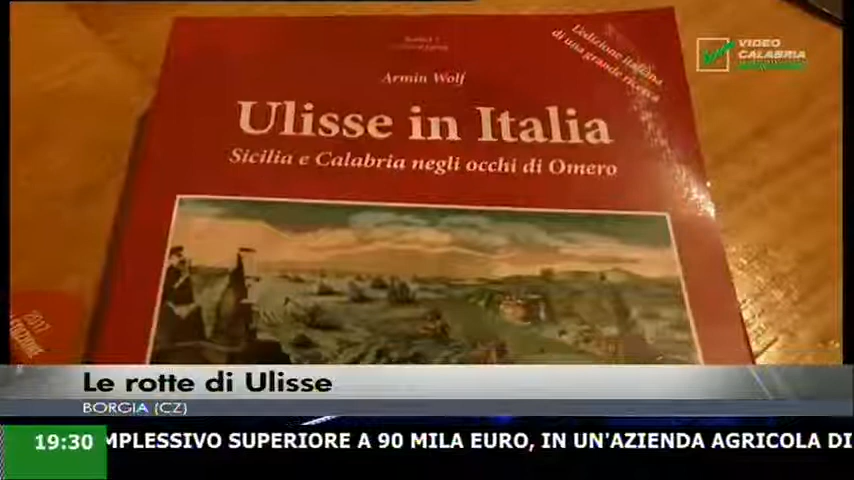 VIDEO
CALABRIA
L'edizione italiana
di una grande ricerca
Armin Wolf
Ulisse in Italia
Sicilia e Calabria negli occhi di Omero
2017
Le rotte di Ulisse
BORGIA (CZ)
19:30
MPLESSIVO SUPERIORE A 90 MILA EURO, IN UN'AZIENDA AGRICOLA DI